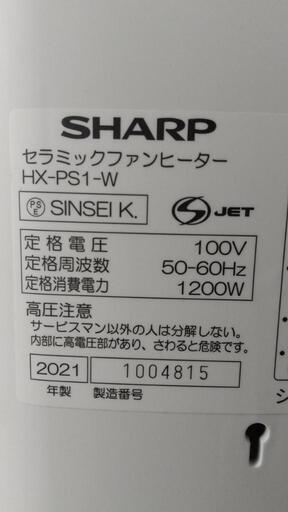 SHARP
セラミックファンヒーター
HX-PS1-W
PS
E SINSEI K. S JET
定格電圧 100V
定格周波数 50-60Hz
定格消費電力 1200W
高圧注意
サービスマン以外の人は分解しない。
内部に高電圧部があり、さわると危険です。
2021 1004815
年製 製造番号